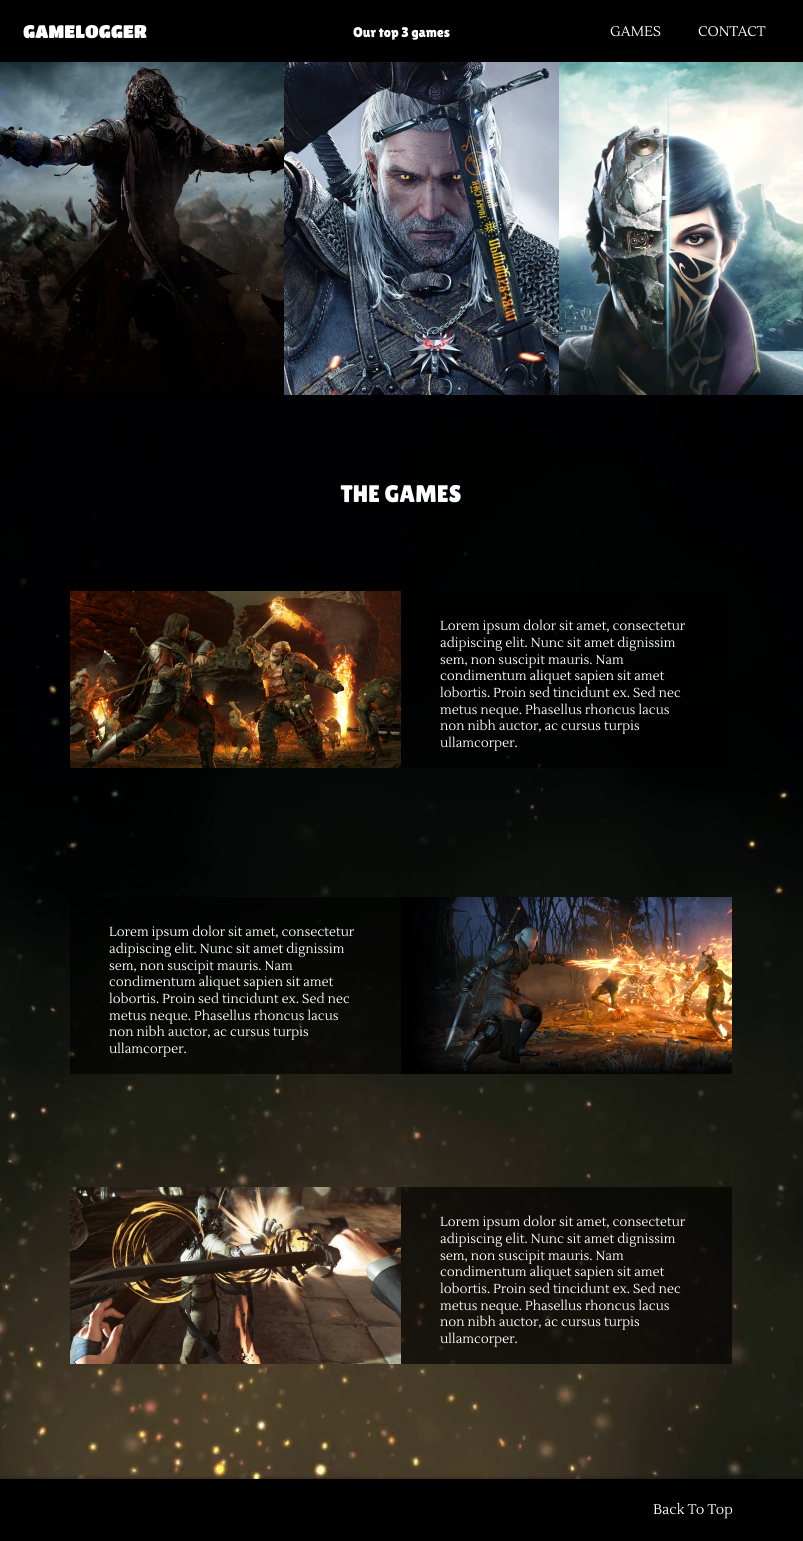 GAMELOGGER
Our top 3 games
GAMES
CONTACT
THE GAMES
Lorem ipsum dolor sit amet, consectetur
adipiscing elit. Nunc sit amet dignissim
sem, non suscipit mauris. Nam
condimentum aliquet sapien sit amet
lobortis. Proin sed tincidunt ex. Sed nec
metus neque. Phasellus rhoncus lacus
non nibh auctor, ac cursus turpis
ullamcorper.
Lorem ipsum dolor sit amet, consectetur
adipiscing elit. Nunc sit amet dignissim
sem, non suscipit mauris. Nam
condimentum aliquet sapien sit amet
lobortis. Proin sed tincidunt ex. Sed nec
metus neque. Phasellus rhoncus lacus
non nibh auctor, ac cursus turpis
ullamcorper.
Lorem ipsum dolor sit amet, consectetur
adipiscing elit. Nunc sit amet dignissim
sem, non suscipit mauris. Nam
condimentum aliquet sapien sit amet
lobortis. Proin sed tincidunt ex. Sed nec
metus neque. Phasellus rhoncus lacus
non nibh auctor, ac cursus turpis
ullamcorper.
Back To Top